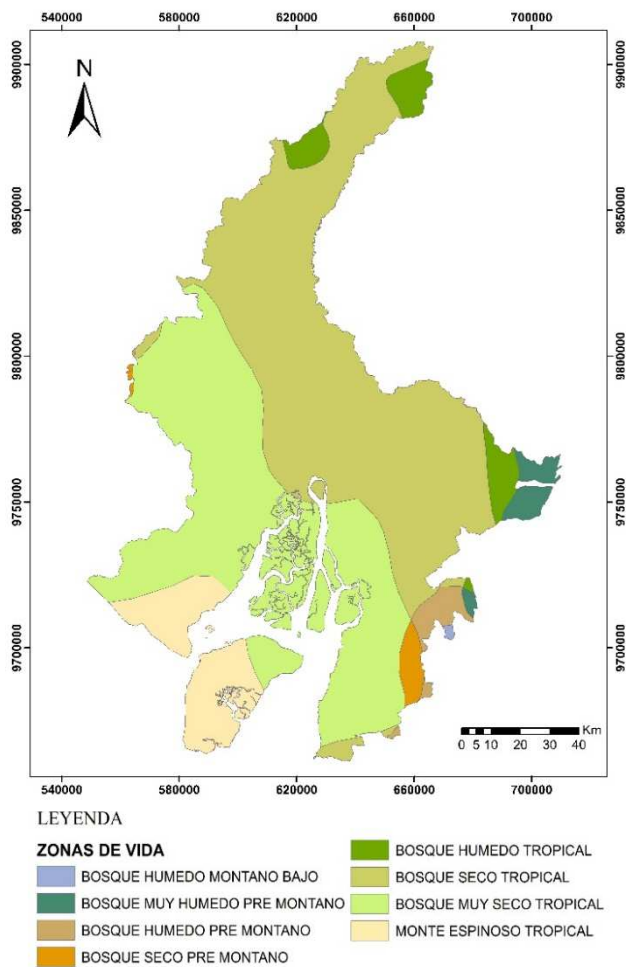 540000 580000 620000 660000 700000
N
9900000 9900000
9850000 9850000
9800000 9800000
9750000 9750000
9700000 9700000
Km
0 5 10 20 30 40
540000 580000 620000 660000 700000
LEYENDA
ZONAS DE VIDA
BOSQUE HUMEDO MONTANO BAJO
BOSQUE MUY HUMEDO PRE MONTANO
BOSQUE HUMEDO PRE MONTANO
BOSQUE SECO PRE MONTANO
BOSQUE HUMEDO TROPICAL
BOSQUE SECO TROPICAL
BOSQUE MUY SECO TROPICAL
MONTE ESPINOSO TROPICAL